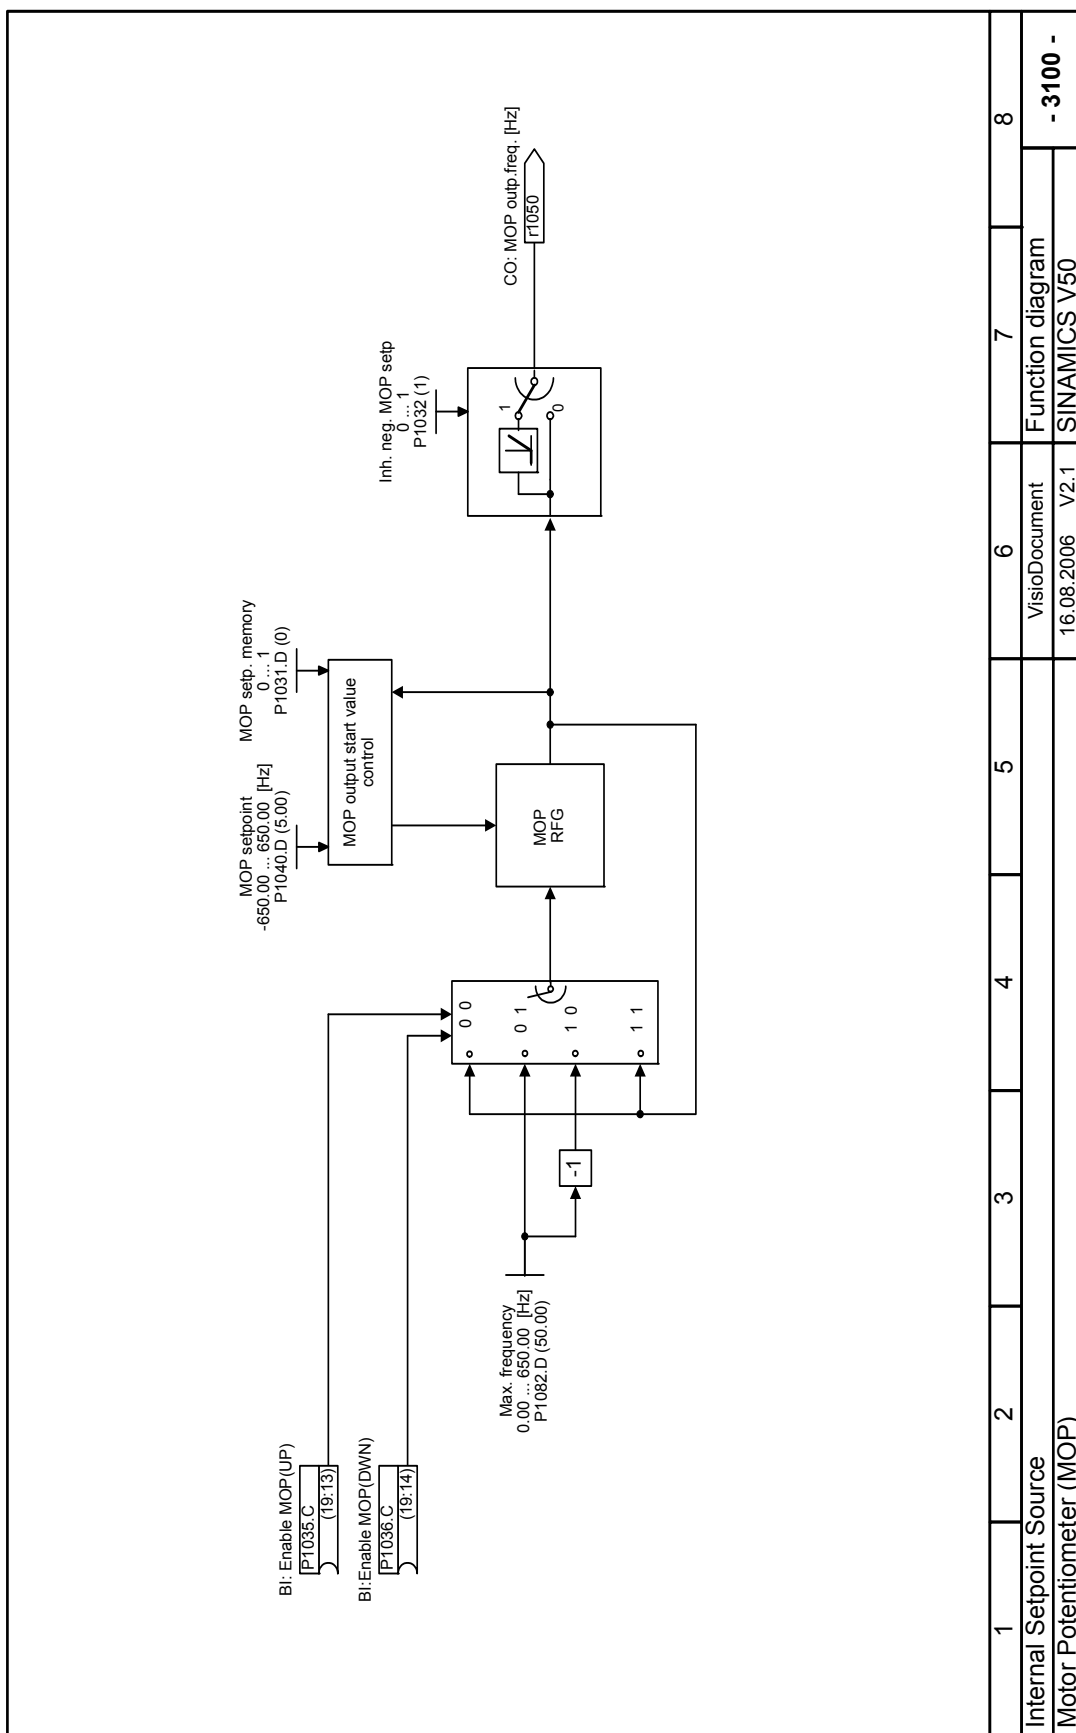 BI: Enable MOP(UP)
P1035.C
(19:13)
BI:Enable MOP(DWN)
P1036.C
(19:14)
Max. frequency
0.00 ... 650.00 [Hz]
P1082.D (50.00)
-1
0 0
0 1
1 0
1 1
MOP setpoint
-650.00 ... 650.00 [Hz]
P1040.D (5.00)
MOP setp. memory
0 ... 1
P1031.D (0)
MOP output start value
control
MOP
RFG
Inh. neg. MOP setp
0 ... 1
P1032 (1)
1
0
CO: MOP outp.freq. [Hz]
r1050
1
2
3
4
5
6
7
8
Internal Setpoint Source
VisioDocument
Function diagram
- 3100 -
Motor Potentiometer (MOP)
16.08.2006 V2.1
SINAMICS V50